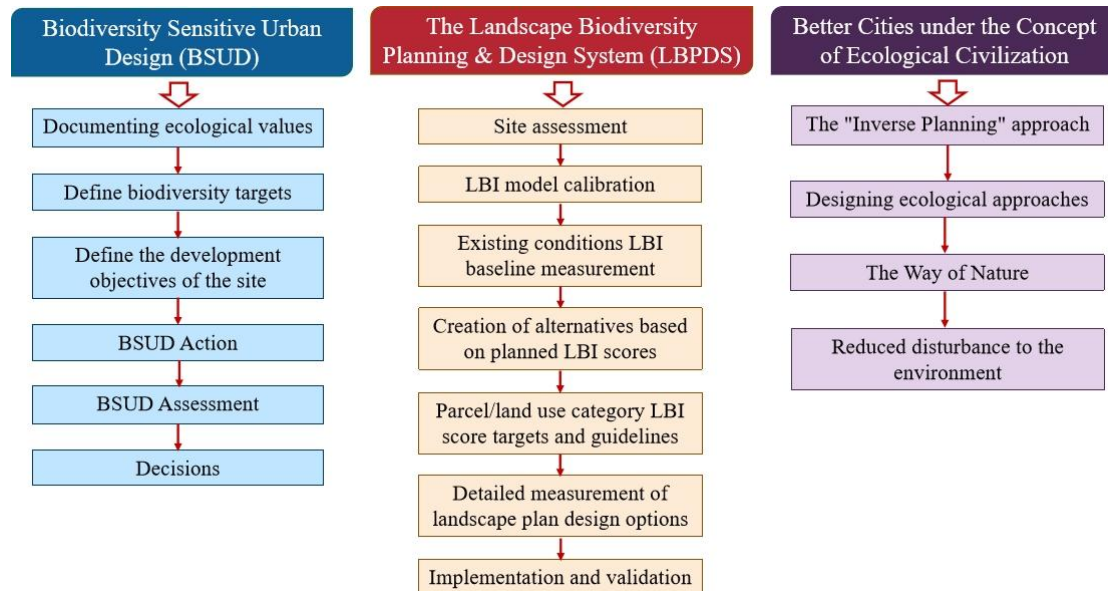 Biodiversity Sensitive Urban
Design (BSUD)
Documenting ecological values
Define biodiversity targets
Define the development
objectives of the site
BSUD Action
BSUD Assessment
Decisions
The Landscape Biodiversity
Planning & Design System (LBPDS)
Site assessment
LBI model calibration
Existing conditions LBI
baseline measurement
Creation of alternatives based
on planned LBI scores
Parcel/land use category LBI
score targets and guidelines
Detailed measurement of
landscape plan design options
Implementation and validation
Better Cities under the Concept
of Ecological Civilization
The "Inverse Planning" approach
Designing ecological approaches
The Way of Nature
Reduced disturbance to the
environment